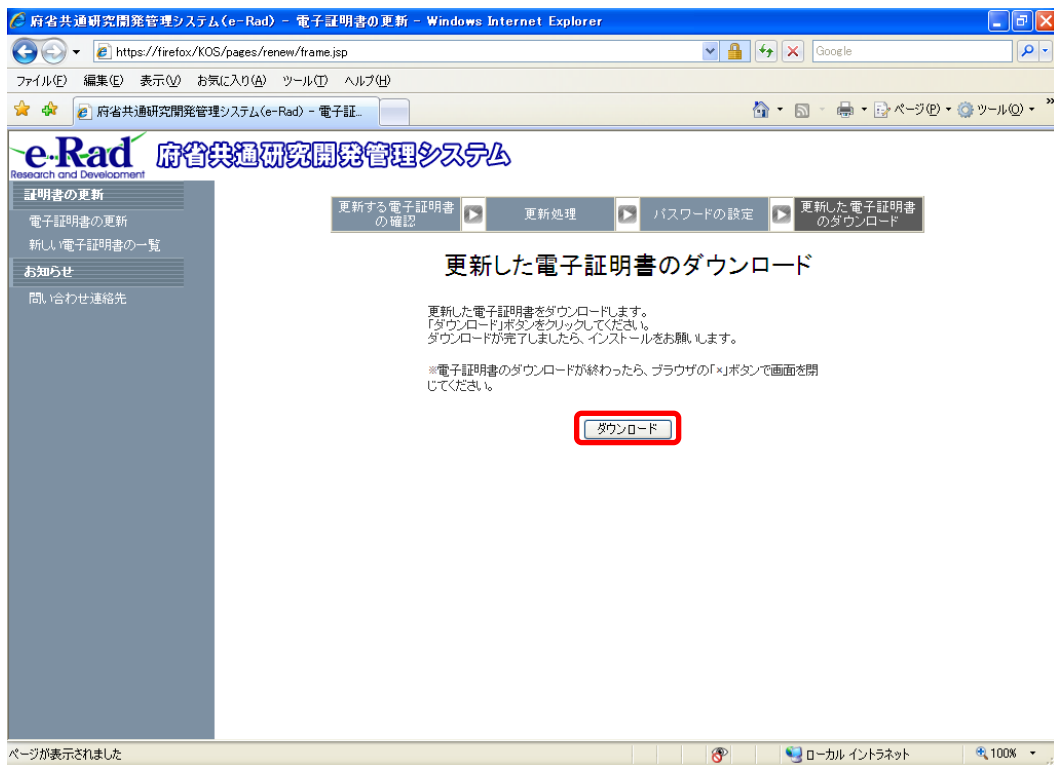 府省共通研究開発管理システム(e-Rad) - 電子証明書の更新 - Windows Internet Explorer
https://firefox/KOS/pages/renew/frame.jsp
Google
ファイル(F) 編集(E) 表示(V) お気に入り(A) ツール(T) ヘルプ(H)
府省共通研究開発管理システム(e-Rad) - 電子証...
ページ(P) ツール(O) »
e-Rad
Research and Development
府省共通研究開発管理システム
証明書の更新
電子証明書の更新
新しい電子証明書の一覧
お知らせ
問い合わせ連絡先
更新する電子証明書
の確認
更新処理
パスワードの設定
更新した電子証明書
のダウンロード
更新した電子証明書のダウンロード
更新した電子証明書をダウンロードします。
「ダウンロード」ボタンをクリックしてください。
ダウンロードが完了しましたら、インストールをお願いします。
※電子証明書のダウンロードが終わったら、ブラウザの「×」ボタンで画面を閉
じてください。
ダウンロード
ページが表示されました
ローカル イントラネット
100%